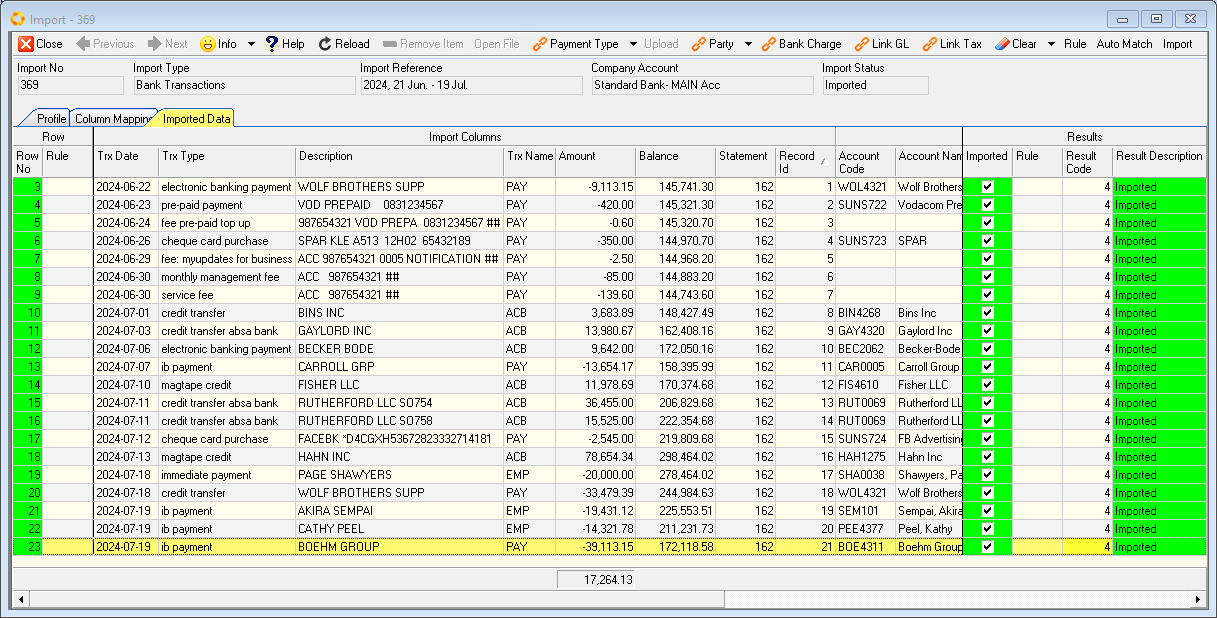 Import - 369
Close Previous Next Info Help Reload Remove Item Open File Payment Type Upload Party Bank Charge Link GL Link Tax Clear Rule Auto Match Import
Import No Import Type Import Reference Company Account Import Status
369 Bank Transactions 2024, 21 Jun. - 19 Jul. Standard Bank- MAIN Acc Imported
Profile Column Mapping Imported Data
Row Import Columns Results
Row No Rule Trx Date Trx Type Description Trx Name Amount Balance Statement Record Id Account Code Account Nam Imported Rule Result Code Result Description
3 2024-06-22 electronic banking payment WOLF BROTHERS SUPP PAY -9,113.15 145,741.30 162 1 WOL4321 Wolf Brothers 4 Imported
4 2024-06-23 pre-paid payment VOD PREPAID 0831234567 PAY -420.00 145,321.30 162 2 SUNS722 Vodacom Pre 4 Imported
5 2024-06-24 fee pre-paid top up 987654321 VOD PREPA 0831234567 ## PAY -0.60 145,320.70 162 3 4 Imported
6 2024-06-26 cheque card purchase SPAR KLE A513 12H02 65432189 PAY -350.00 144,970.70 162 4 SUNS723 SPAR 4 Imported
7 2024-06-29 fee: myupdates for business ACC 987654321 0005 NOTIFICATION ## PAY -2.50 144,968.20 162 5 4 Imported
8 2024-06-30 monthly management fee ACC 987654321 ## PAY -85.00 144,883.20 162 6 4 Imported
9 2024-06-30 service fee ACC 987654321 ## PAY -139.60 144,743.60 162 7 4 Imported
10 2024-07-01 credit transfer BINS INC ACB 3,683.89 148,427.49 162 8 BIN4268 Bins Inc 4 Imported
11 2024-07-03 credit transfer absa bank GAYLORD INC ACB 13,980.67 162,408.16 162 9 GAY4320 Gaylord Inc 4 Imported
12 2024-07-06 electronic banking payment BECKER BODE ACB 9,642.00 172,050.16 162 10 BEC2062 Becker-Bode 4 Imported
13 2024-07-07 ib payment CARROLL GRP PAY -13,654.17 158,395.99 162 11 CAR0005 Carroll Group 4 Imported
14 2024-07-10 magtape credit FISHER LLC ACB 11,978.69 170,374.68 162 12 FIS4610 Fisher LLC 4 Imported
15 2024-07-11 credit transfer absa bank RUTHERFORD LLC SO754 ACB 36,455.00 206,829.68 162 13 RUT0069 Rutherford LL 4 Imported
16 2024-07-11 credit transfer absa bank RUTHERFORD LLC SO758 ACB 15,525.00 222,354.68 162 14 RUT0069 Rutherford LL 4 Imported
17 2024-07-12 cheque card purchase FACEBK *D4CGXH53672823332714181 PAY -2,545.00 219,809.68 162 15 SUNS724 FB Advertising 4 Imported
18 2024-07-13 magtape credit HAHN INC ACB 78,654.34 298,464.02 162 16 HAH1275 Hahn Inc 4 Imported
19 2024-07-18 immediate payment PAGE SHAWYERS EMP -20,000.00 278,464.02 162 17 SHA0038 Shawyers, Pa 4 Imported
20 2024-07-18 credit transfer WOLF BROTHERS SUPP PAY -33,479.39 244,984.63 162 18 WOL4321 Wolf Brothers 4 Imported
21 2024-07-18 ib payment AKIRA SEMPAI EMP -19,431.12 225,553.51 162 19 SEM101 Sempai, Akira 4 Imported
22 2024-07-19 ib payment CATHY PEEL EMP -14,321.78 211,231.73 162 20 PEE4377 Peel, Kathy 4 Imported
23 2024-07-19 ib payment BOEHM GROUP PAY -39,113.15 172,118.58 162 21 BOE4311 Boehm Group 4 Imported
17,264.13